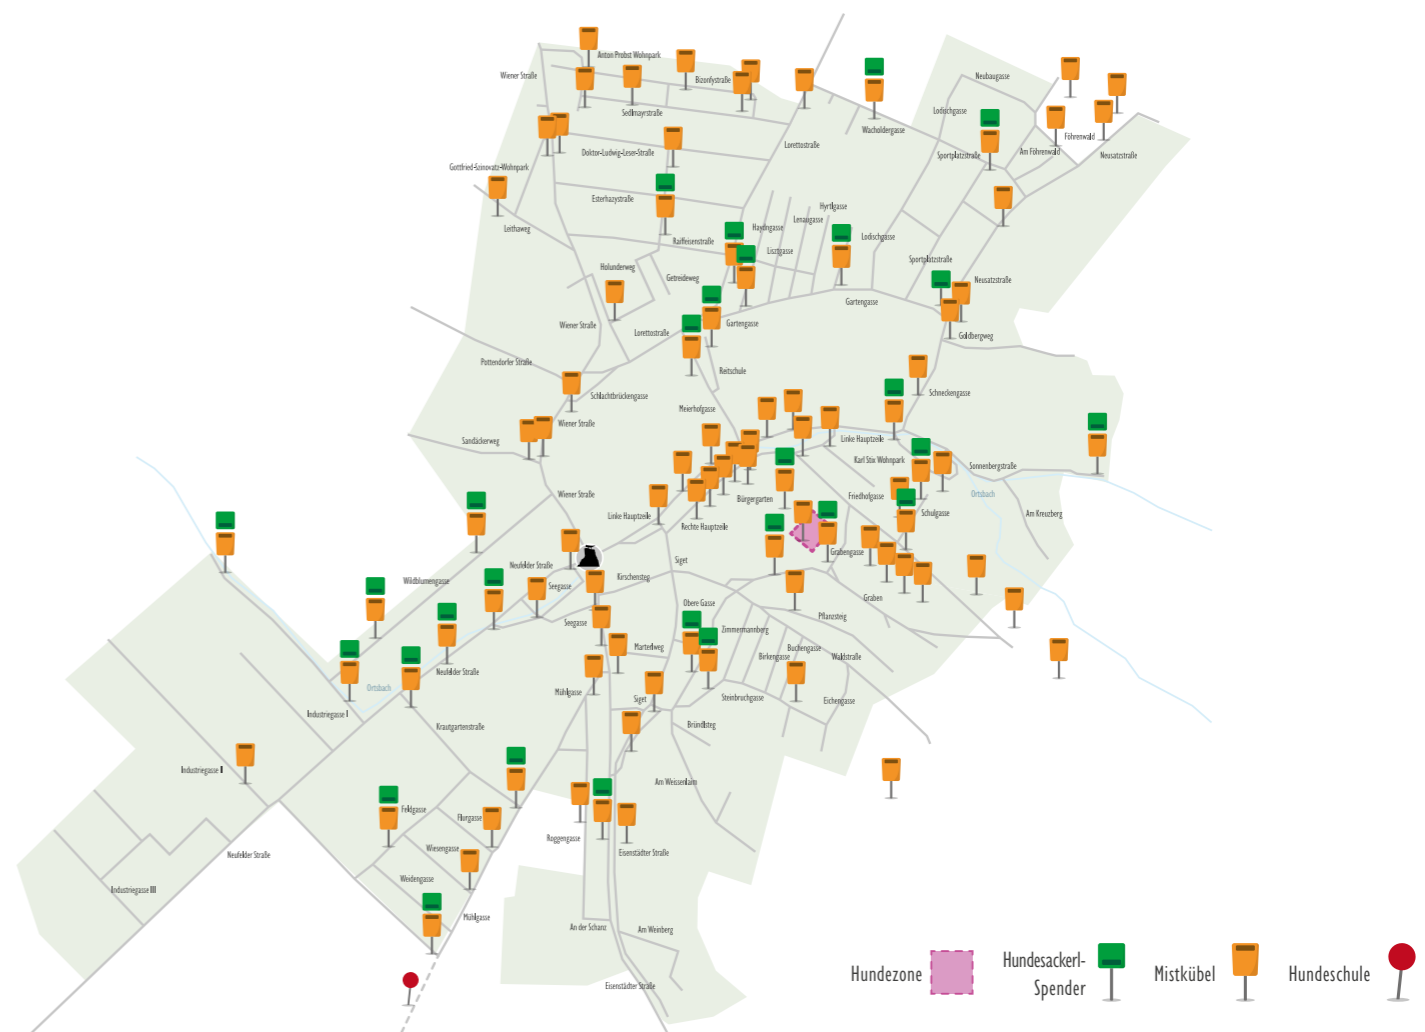 Anton Probst Wohnpark
Wiener Straße
Bizonfystraße
Neubaugasse
Sedlmayrstraße
Lodischgasse
Wacholdergasse
Föhrenwald
Lorettostraße
Am Föhrenwald
Doktor-Ludwig-Leser-Straße
Sportplatzstraße
Neusatzstraße
Gottfried-Szinovatz-Wohnpark
Esterhazystraße
Hyrtlgasse
Lenaugasse
Leithaweg
Haydngasse
Lodischgasse
Raiffeisenstraße
Lisztgasse
Sportplatzstraße
Holunderweg
Getreideweg
Neusatzstraße
Gartengasse
Wiener Straße
Gartengasse
Lorettostraße
Goldbergweg
Pottendorfer Straße
Reitschule
Schlachtbrückengasse
Schneckengasse
Meierhofgasse
Wiener Straße
Sandäckerweg
Linke Hauptzeile
Karl Stix Wohnpark
Sonnenbergstraße
Wiener Straße
Bürgergarten
Friedhofgasse
Ortsbach
Linke Hauptzeile
Schulgasse
Am Kreuzberg
Rechte Hauptzeile
Grabengasse
Siget
Neufelder Straße
Kirschensteg
Wildblumengasse
Seegasse
Graben
Obere Gasse
Pflanzsteig
Seegasse
Zimmermannberg
Marterlweg
Buchengasse
Birkengasse
Waldstraße
Neufelder Straße
Ortsbach
Mühlgasse
Siget
Steinbruchgasse
Eichengasse
Industriegasse I
Krautgartenstraße
Bründlsteg
Industriegasse II
Am Weissenlaim
Feldgasse
Flurgasse
Roggengasse
Wiesengasse
Eisenstädter Straße
Neufelder Straße
Weidengasse
Industriegasse III
Mühlgasse
An der Schanz
Am Weinberg
Eisenstädter Straße
Hundezone
Hundesackerl-
Spender
Mistkübel
Hundeschule